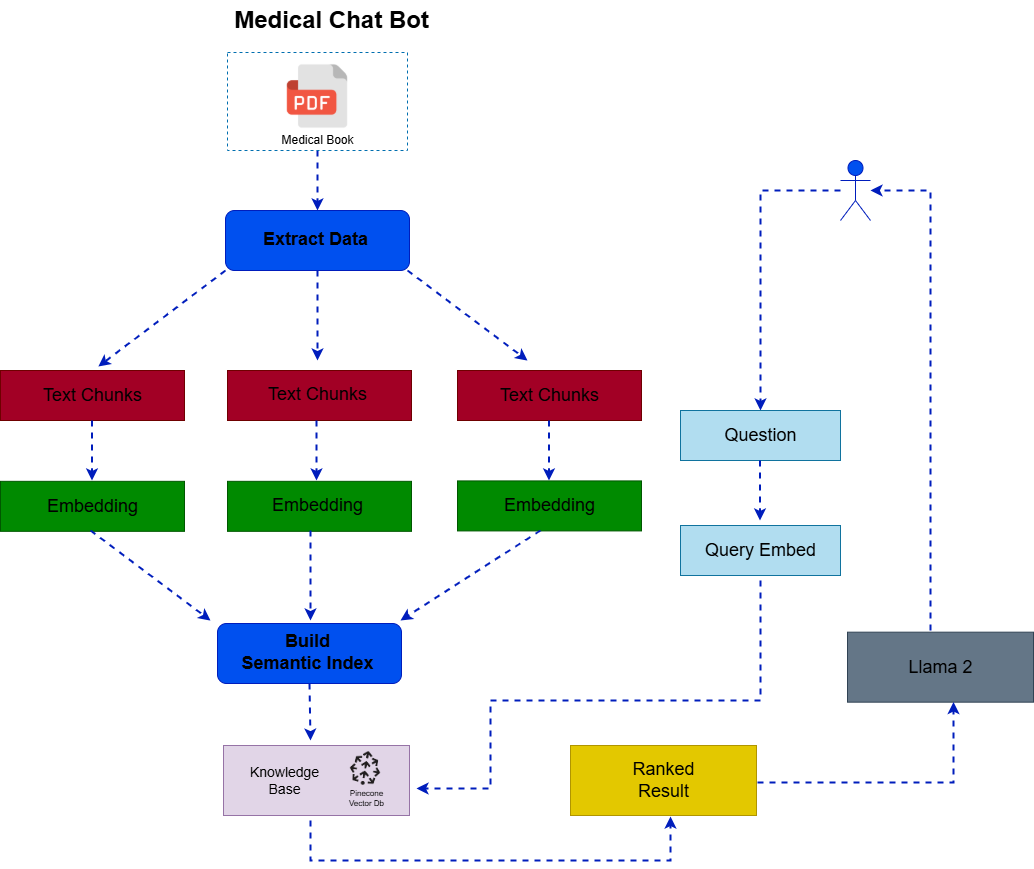 Medical Chat Bot
PDF
Medical Book
Extract Data
Text Chunks
Text Chunks
Text Chunks
Embedding
Embedding
Embedding
Build
Semantic Index
Knowledge
Base
Pinecone
Vector Db
Question
Query Embed
Ranked
Result
Llama 2